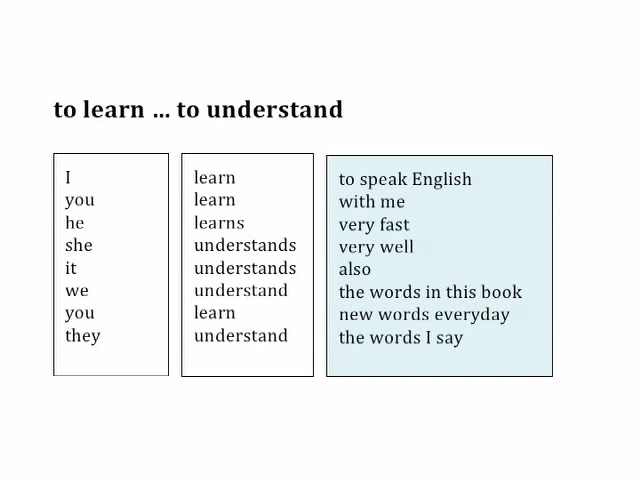 to learn ... to understand
I learn to speak English
you learn with me
he learns very fast
she understands very well
it understands also
we understand the words in this book
you learn new words everyday
they understand the words I say